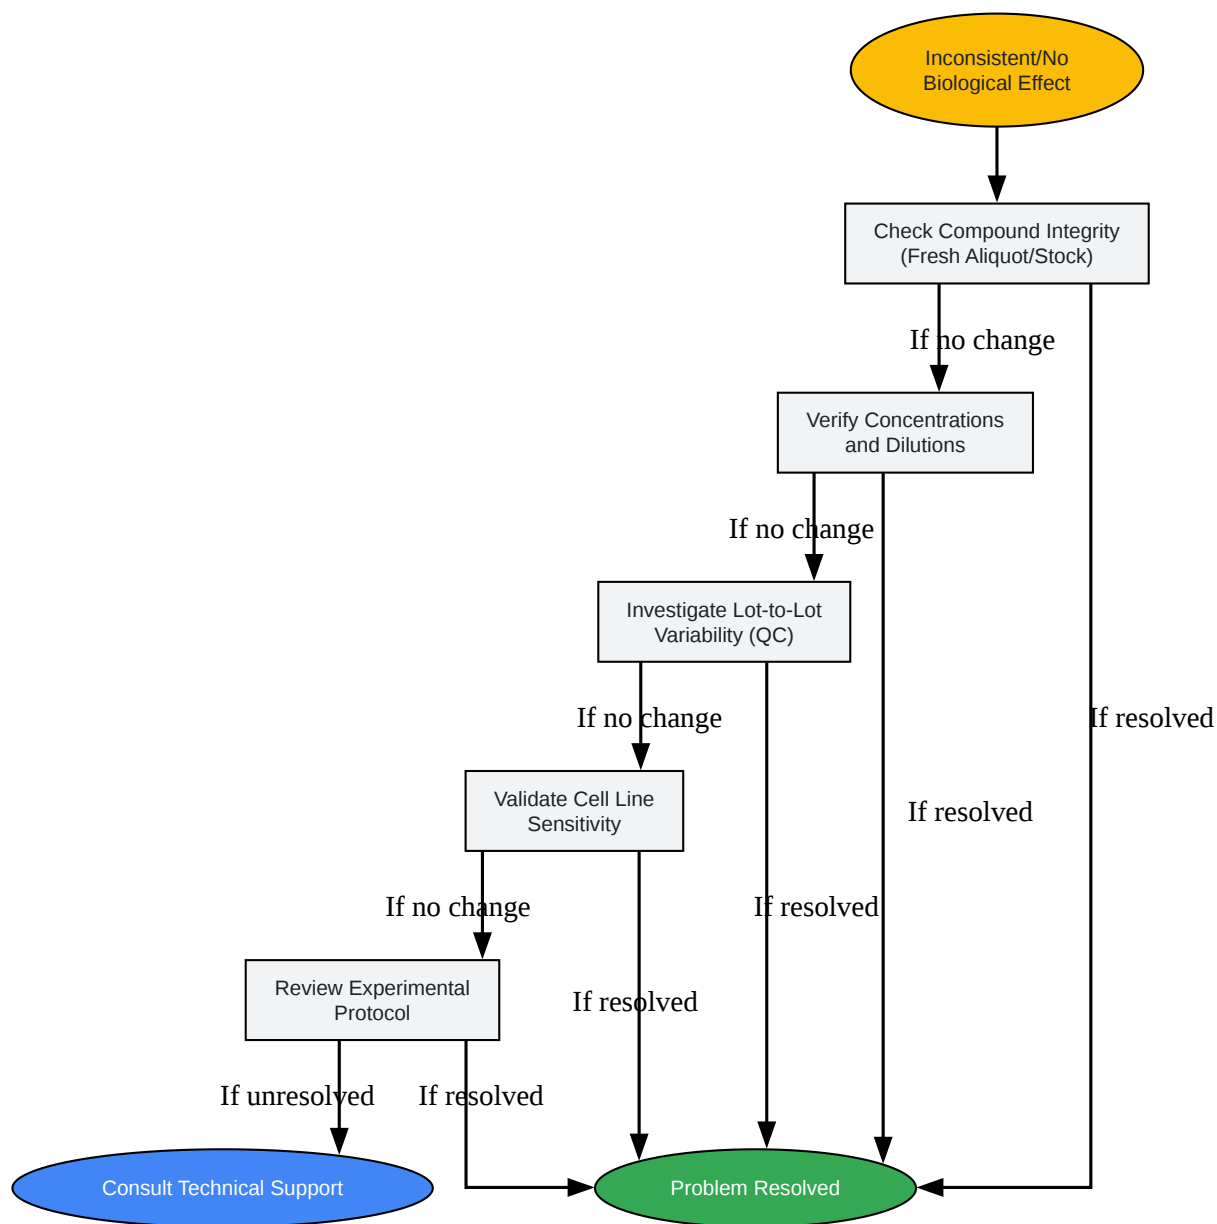 Inconsistent/No
Biological Effect
Check Compound Integrity
(Fresh Aliquot/Stock)
If no change
Verify Concentrations
and Dilutions
If no change
Investigate Lot-to-Lot
Variability (QC)
If no change
If resolved
Validate Cell Line
Sensitivity
If resolved
If no change
If resolved
Review Experimental
Protocol
If resolved
If unresolved
If resolved
Consult Technical Support
Problem Resolved